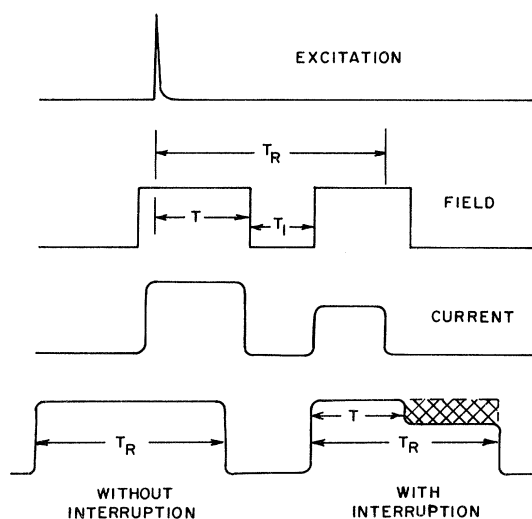 EXCITATION
T_R
FIELD
T
T_I
CURRENT
T
T_R
T_R
WITHOUT
INTERRUPTION
WITH
INTERRUPTION